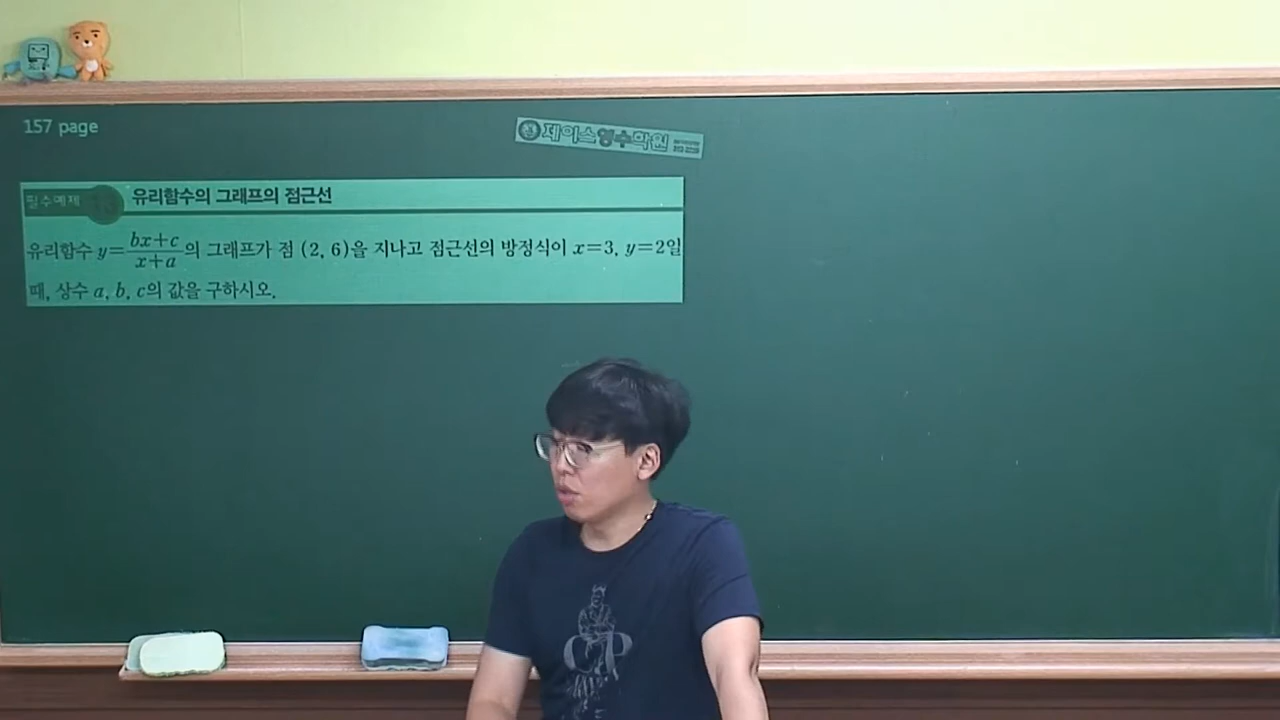 157 page
제이스영수학원
필수예제
유리함수의 그래프의 점근선
유리함수 y=\frac{bx+c}{x+a}의 그래프가 점 (2, 6)을 지나고 점근선의 방정식이 x=3, y=2일
때, 상수 a, b, c의 값을 구하시오.